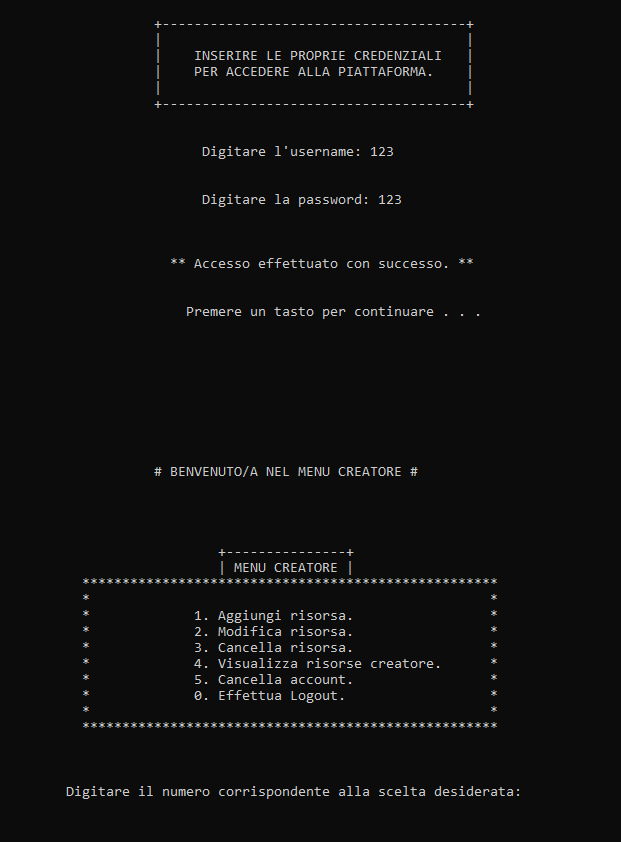 +--------------------------------------+
| |
| INSERIRE LE PROPRIE CREDENZIALI |
| PER ACCEDERE ALLA PIATTAFORMA. |
| |
+--------------------------------------+
Digitare l'username: 123
Digitare la password: 123
** Accesso effettuato con successo. **
Premere un tasto per continuare . . .
# BENVENUTO/A NEL MENU CREATORE #
+---------------+
| MENU CREATORE |
****************************************************
* *
* 1. Aggiungi risorsa. *
* 2. Modifica risorsa. *
* 3. Cancella risorsa. *
* 4. Visualizza risorse creatore. *
* 5. Cancella account. *
* 0. Effettua Logout. *
* *
****************************************************
Digitare il numero corrispondente alla scelta desiderata: